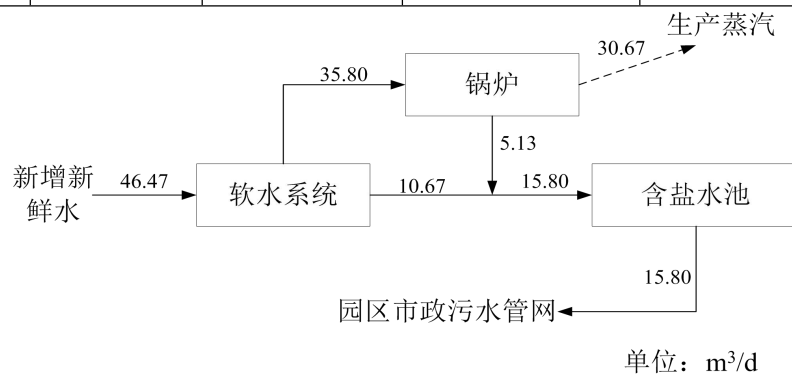 生产蒸汽
30.67
35.80
锅炉
5.13
新增新
鲜水
46.47
软水系统
10.67
15.80
含盐水池
15.80
园区市政污水管网
单位：m³/d